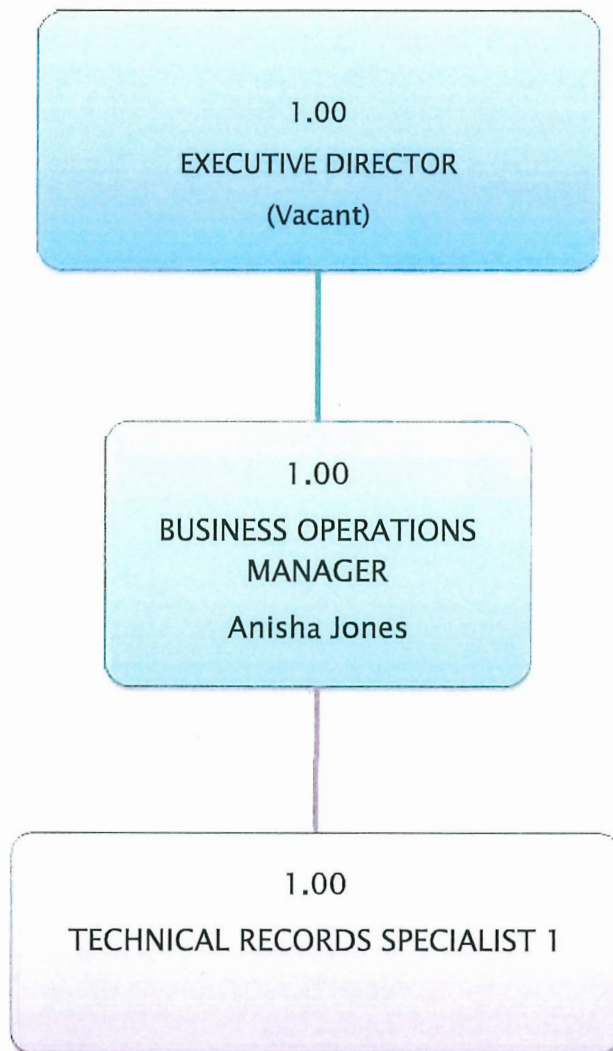 1.00
EXECUTIVE DIRECTOR
(Vacant)
1.00
BUSINESS OPERATIONS
MANAGER
Anisha Jones
1.00
TECHNICAL RECORDS SPECIALIST 1